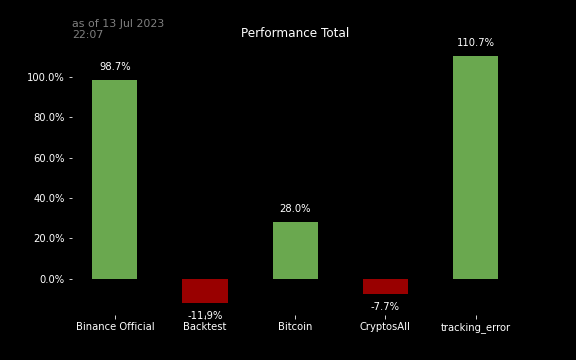 as of 13 Jul 2023
22:07
Performance Total
110.7%
98.7%
100.0%
80.0%
60.0%
40.0%
28.0%
20.0%
0.0%
-7.7%
-11.9%
Binance Official
Backtest
Bitcoin
CryptosAll
tracking_error